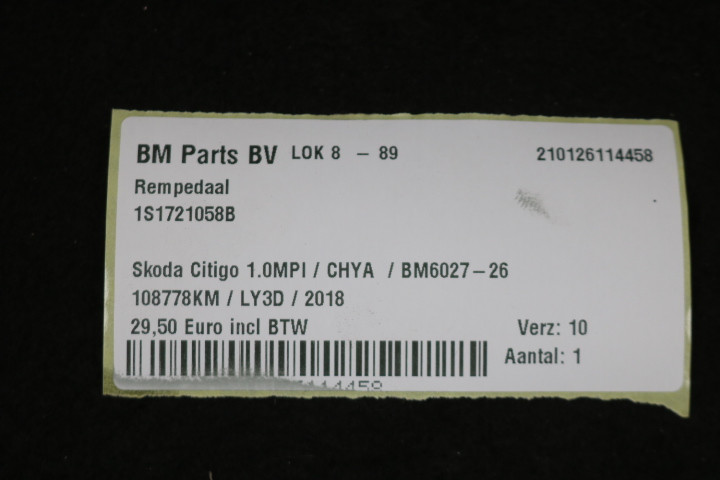 BM Parts BV LOK 8 - 89 210126114458
Rempedaal
1S1721058B
Skoda Citigo 1.0MPI / CHYA / BM6027-26
108778KM / LY3D / 2018
29,50 Euro incl BTW Verz: 10
Aantal: 1
114458